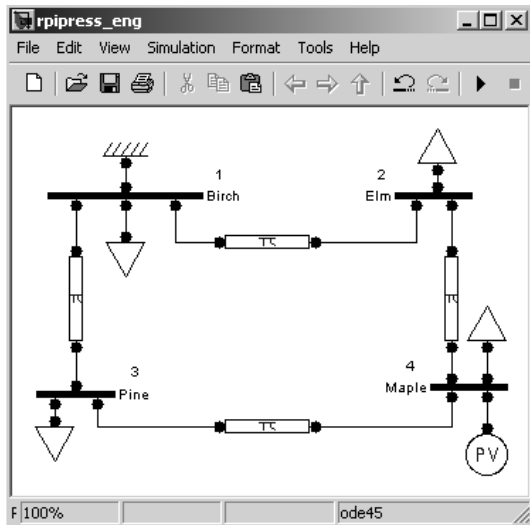 rpipress_eng
File Edit View Simulation Format Tools Help
1
Birch
2
Elm
π
π
π
3
Pine
4
Maple
π
PV
F 100%
ode45